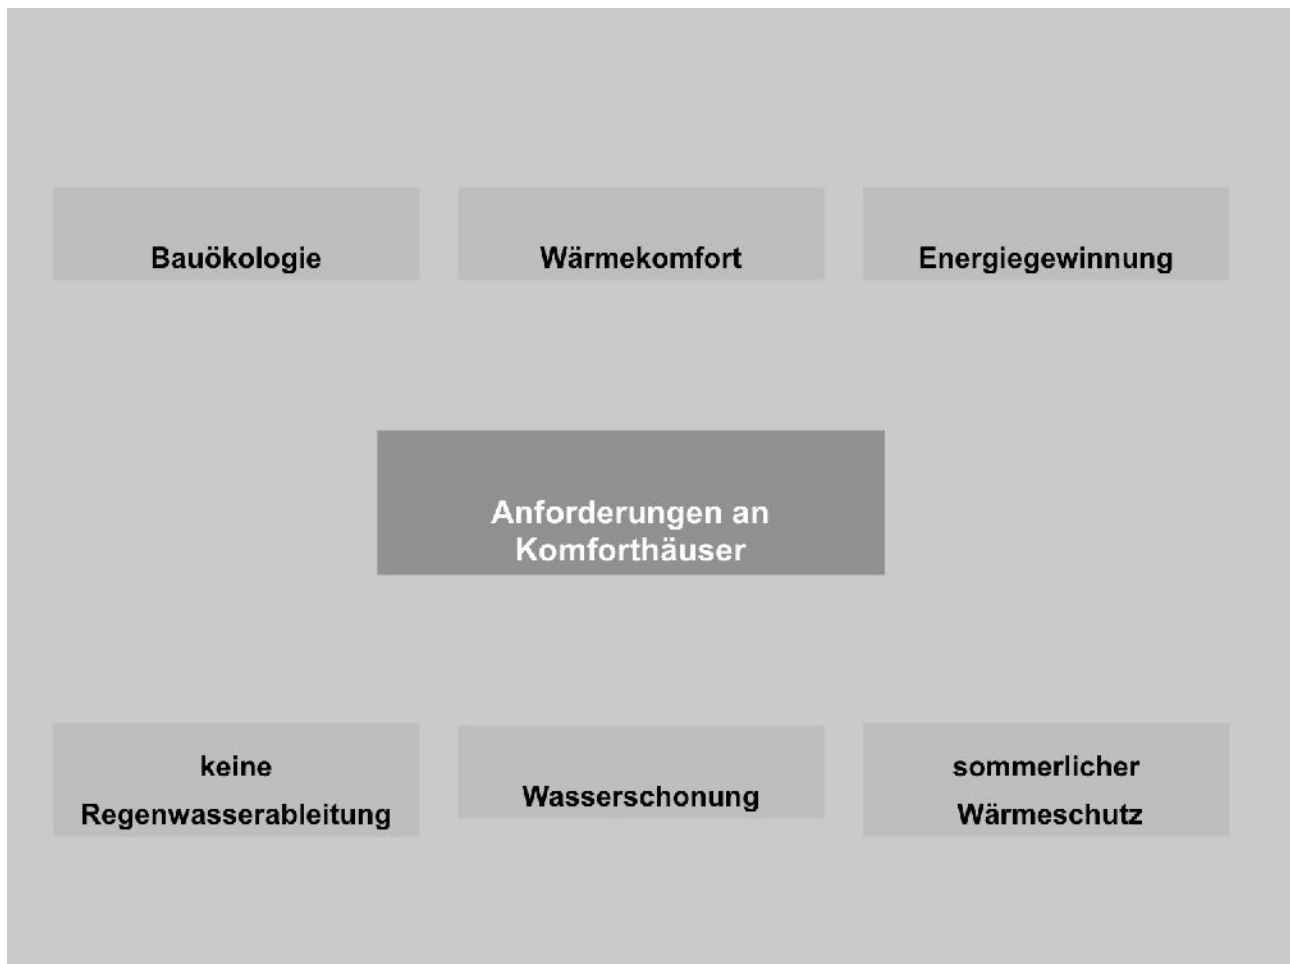 Bauökologie
Wärmekomfort
Energiegewinnung
Anforderungen an
Komforthäuser
keine
Regenwasserableitung
Wasserschonung
sommerlicher
Wärmeschutz